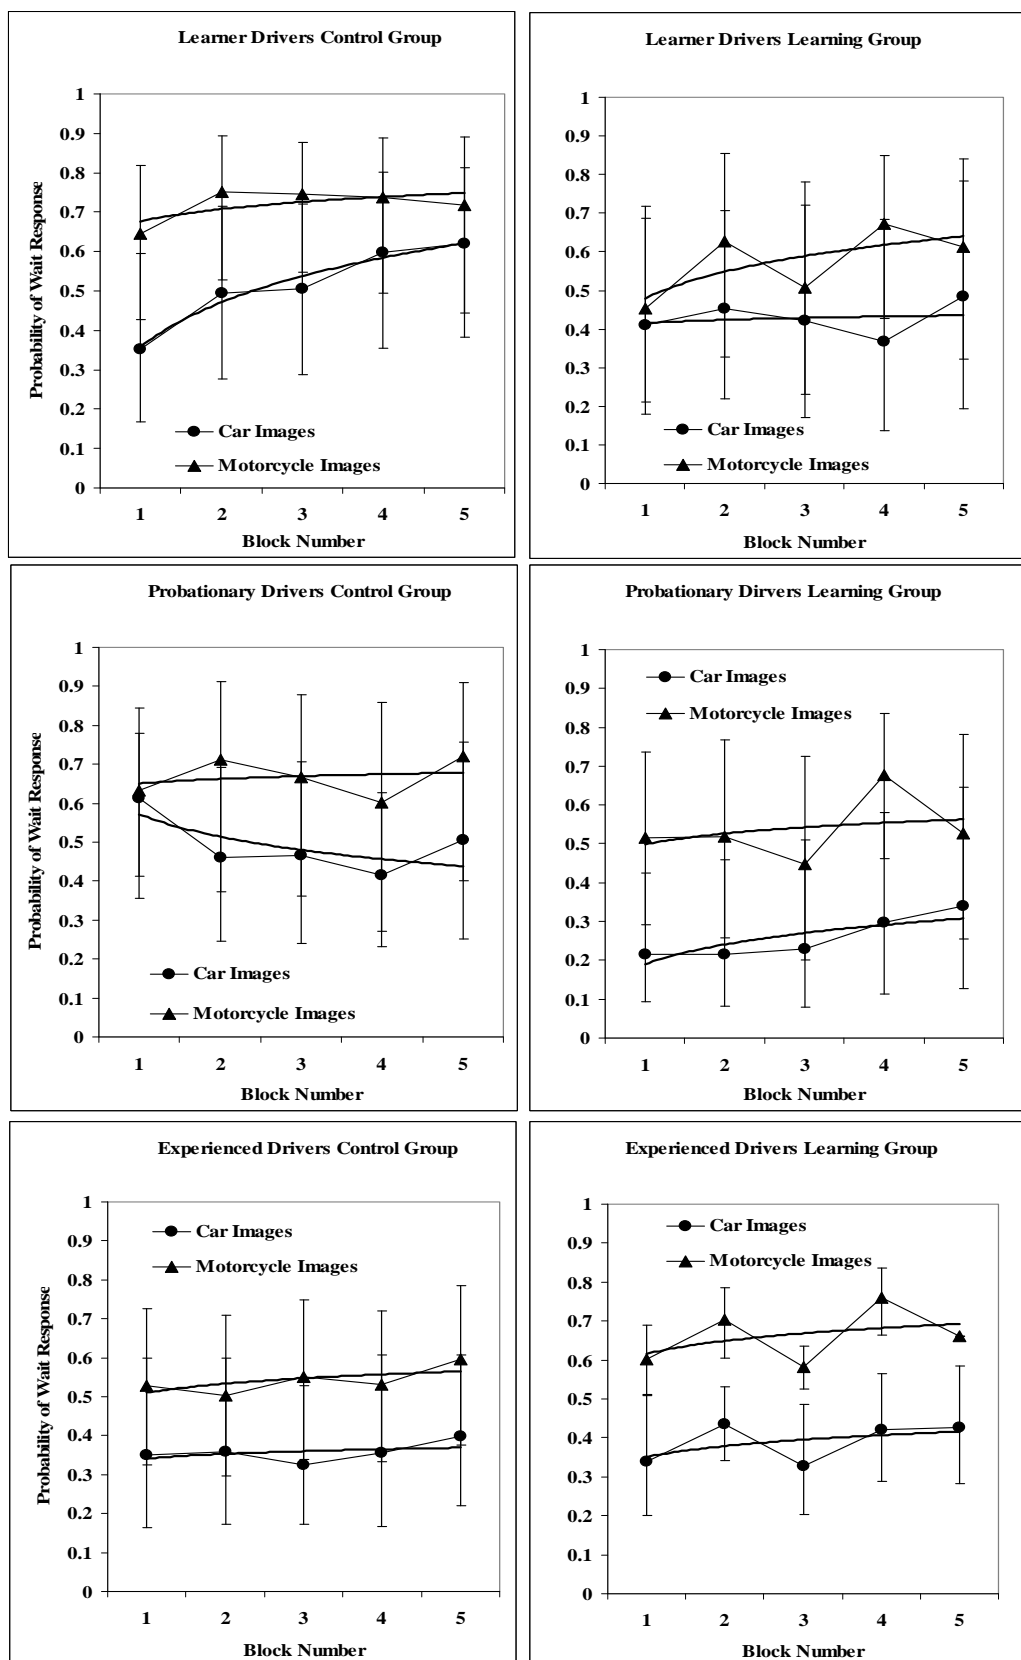 Learner Drivers Control Group
Probability of Wait Response
1
0.9
0.8
0.7
0.6
0.5
0.4
0.3
0.2
0.1
0
Car Images
Motorcycle Images
1 2 3 4 5
Block Number
Learner Drivers Learning Group
1
0.9
0.8
0.7
0.6
0.5
0.4
0.3
0.2
0.1
0
Car Images
Motorcycle Images
1 2 3 4 5
Block Number
Probationary Drivers Control Group
Probability of Wait Response
1
0.9
0.8
0.7
0.6
0.5
0.4
0.3
0.2
0.1
0
Car Images
Motorcycle Images
1 2 3 4 5
Block Number
Probationary Dirvers Learning Group
1
0.9
0.8
0.7
0.6
0.5
0.4
0.3
0.2
0.1
0
Car Images
Motorcycle Images
1 2 3 4 5
Block Number
Experienced Drivers Control Group
Probability of Wait Response
1
0.9
0.8
0.7
0.6
0.5
0.4
0.3
0.2
0.1
0
Car Images
Motorcycle Images
1 2 3 4 5
Block Number
Experienced Drivers Learning Group
1
0.9
0.8
0.7
0.6
0.5
0.4
0.3
0.2
0.1
0
Car Images
Motorcycle Images
1 2 3 4 5
Block Number